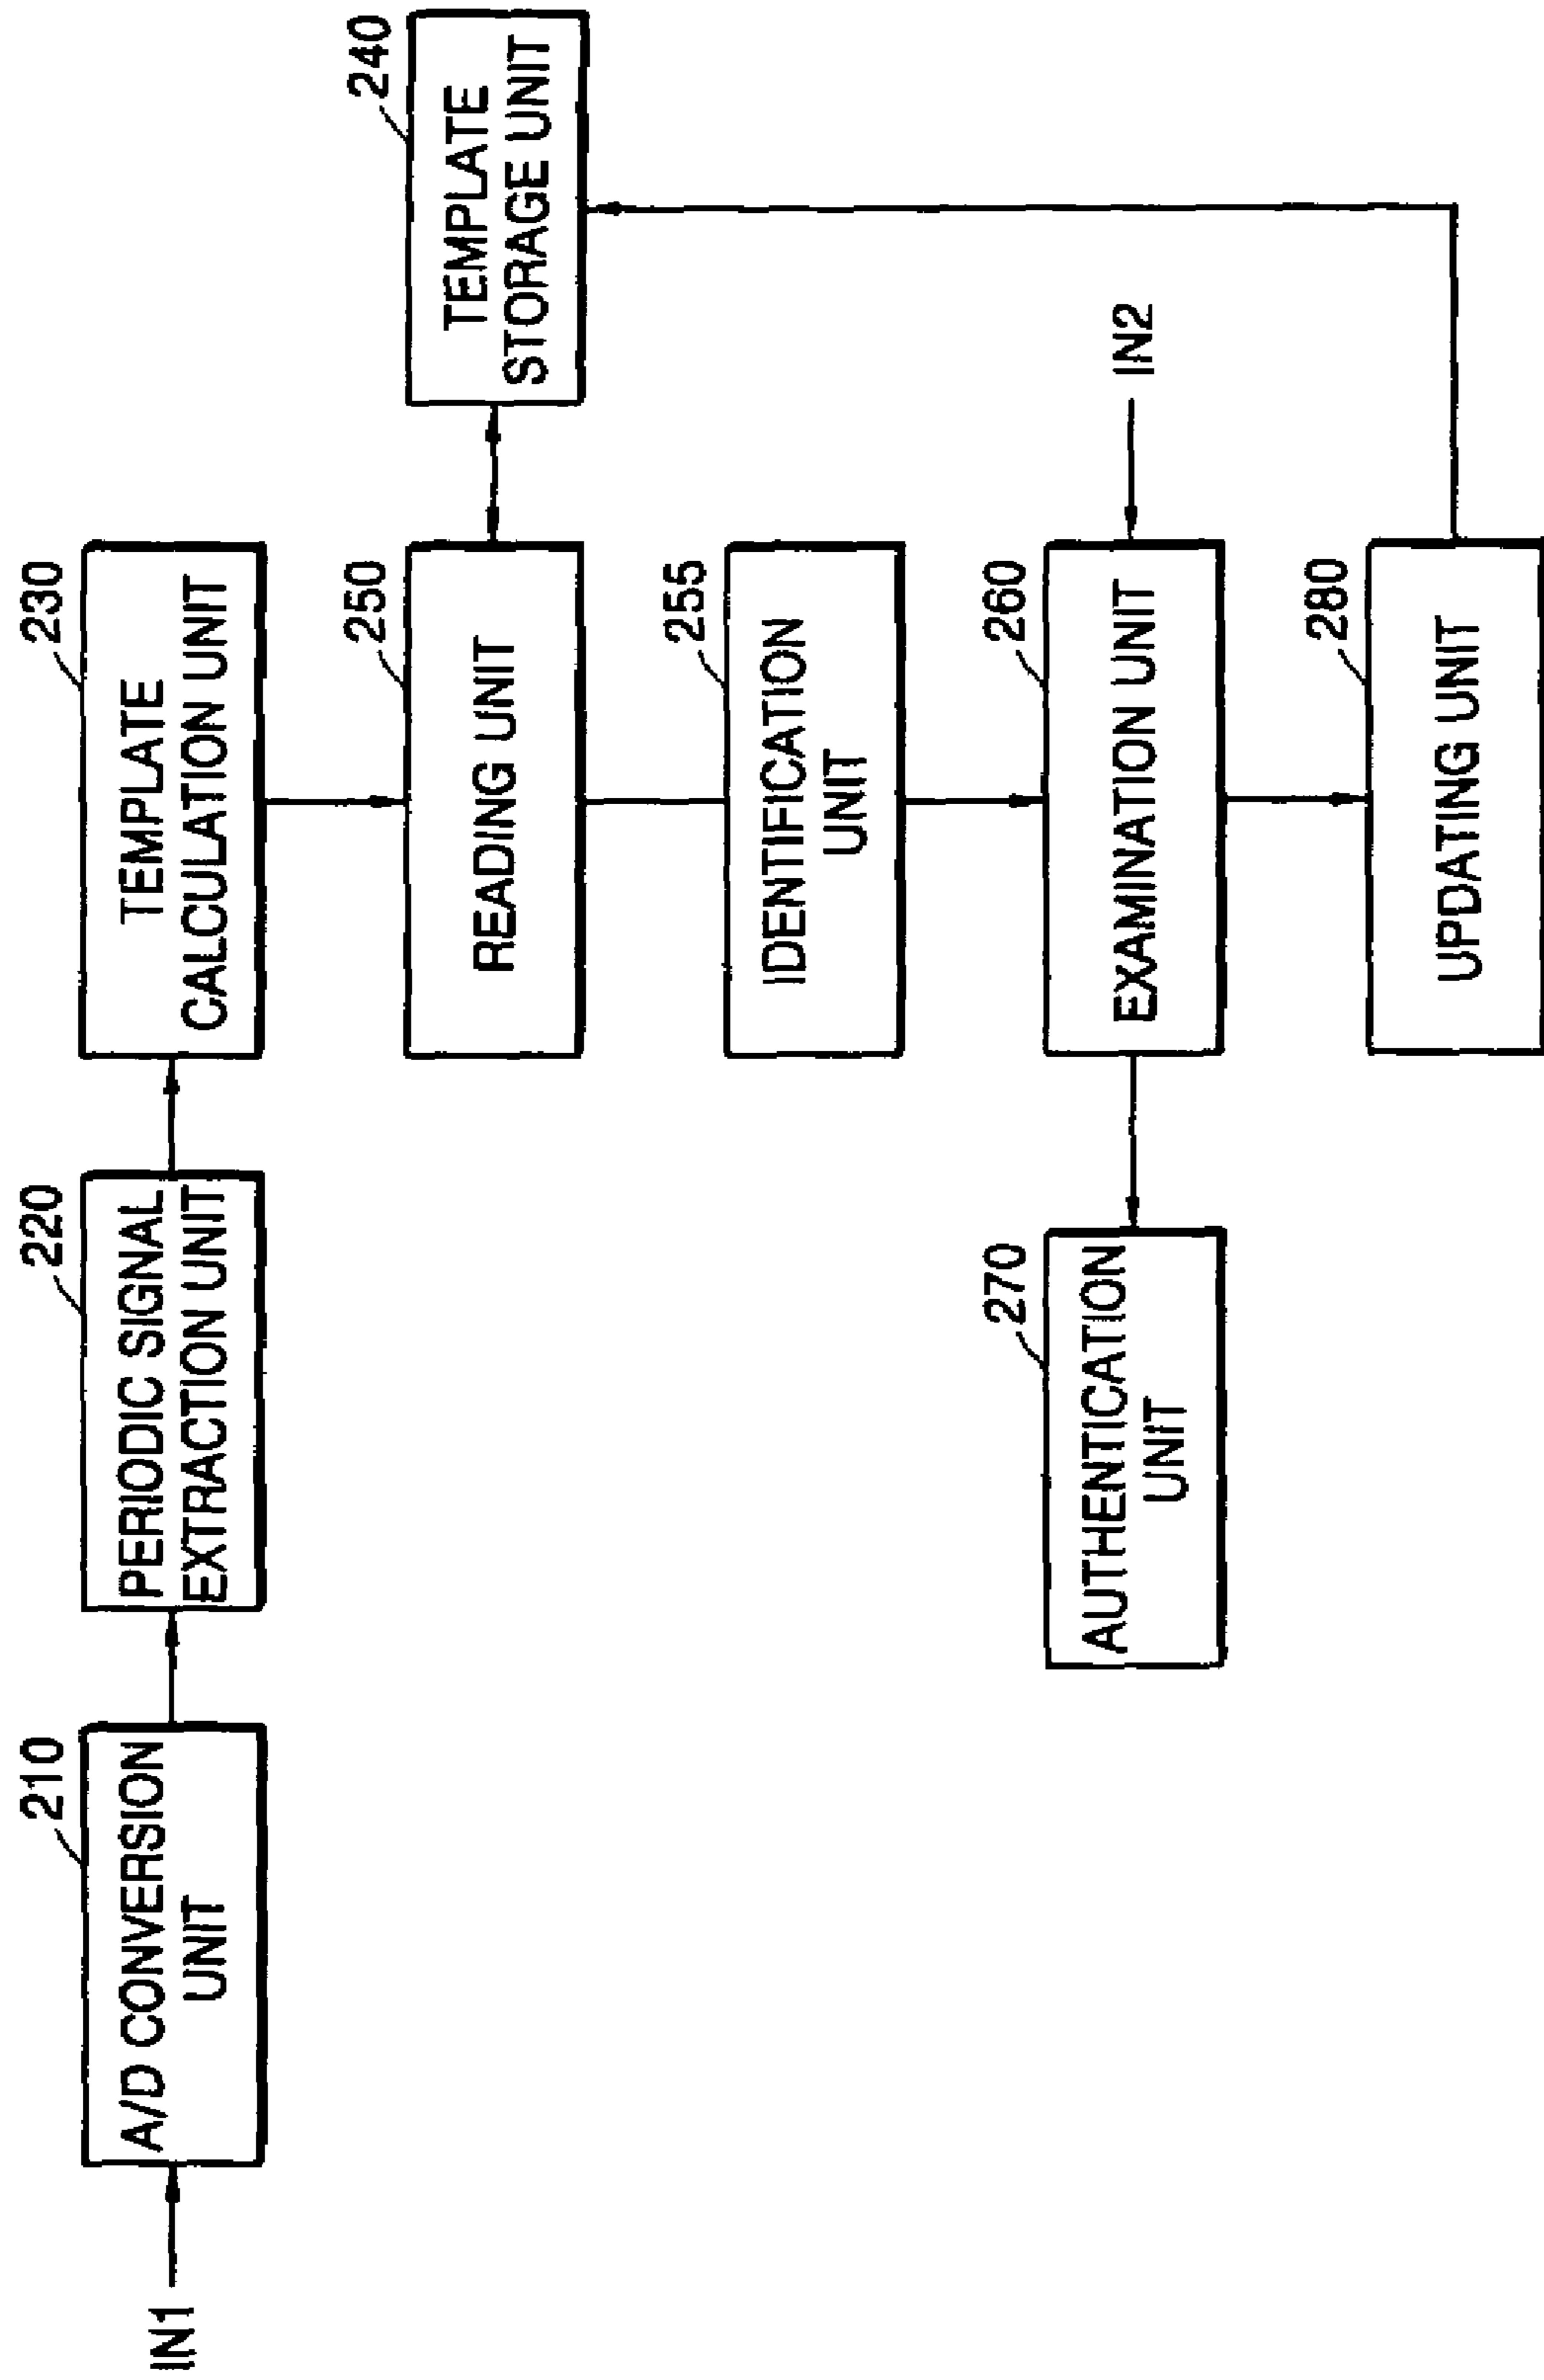 IN1
210
A/D CONVERSION
UNIT
220
PERIODIC SIGNAL
EXTRACTION UNIT
230
TEMPLATE
CALCULATION UNIT
240
TEMPLATE
STORAGE UNIT
250
READING UNIT
255
IDENTIFICATION
UNIT
270
AUTHENTICATION
UNIT
260
EXAMINATION UNIT
IN2
280
UPDATING UNIT